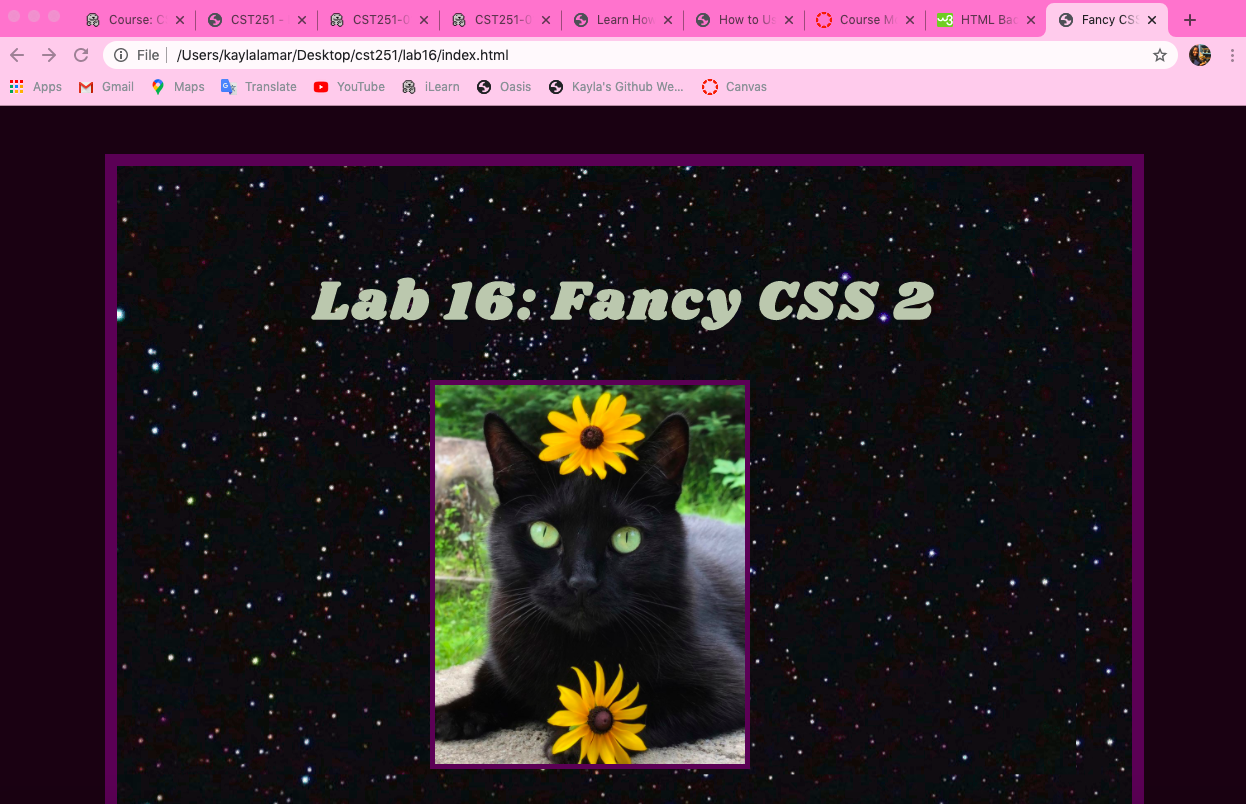 Course: C
CST251 -
CST251-0
CST251-0
Learn How
How to Us
Course M
HTML Bac
Fancy CSS
File /Users/kaylalamar/Desktop/cst251/lab16/index.html
Apps Gmail Maps Translate YouTube iLearn Oasis Kayla's Github We... Canvas
Lab 16: Fancy CSS 2